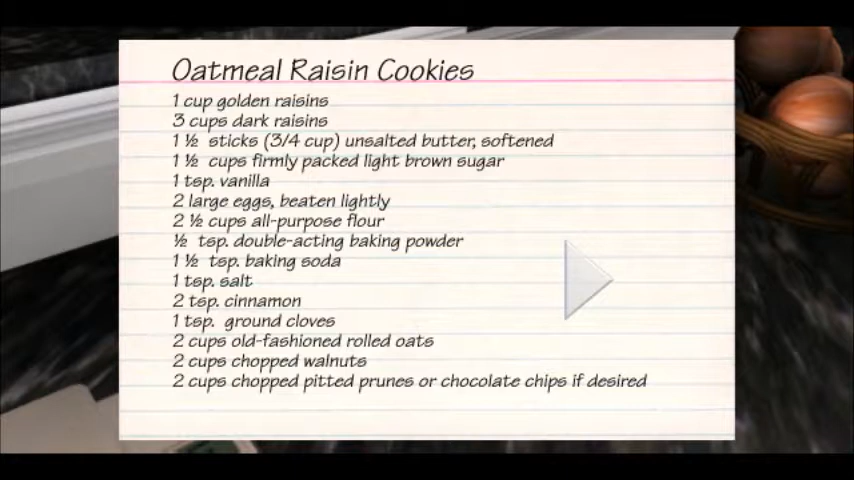 Oatmeal Raisin Cookies
1 cup golden raisins
3 cups dark raisins
1 ½ sticks (3/4 cup) unsalted butter, softened
1 ½ cups firmly packed light brown sugar
1 tsp. vanilla
2 large eggs, beaten lightly
2 ½ cups all-purpose flour
½ tsp. double-acting baking powder
1 ½ tsp. baking soda
1 tsp. salt
2 tsp. cinnamon
1 tsp. ground cloves
2 cups old-fashioned rolled oats
2 cups chopped walnuts
2 cups chopped pitted prunes or chocolate chips if desired